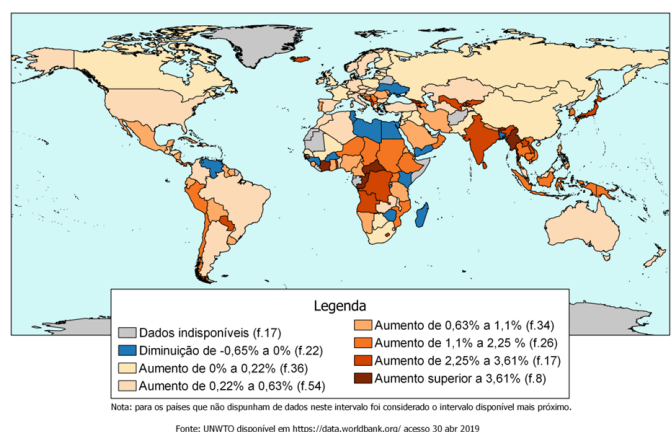 Legenda
Dados indisponíveis (f.17)
Diminuição de -0,65% a 0% (f.22)
Aumento de 0% a 0,22% (f.36)
Aumento de 0,22% a 0,63% (f.54)
Aumento de 0,63% a 1,1% (f.34)
Aumento de 1,1% a 2,25 % (f.26)
Aumento de 2,25% a 3,61% (f.17)
Aumento superior a 3,61% (f.8)
Nota: para os países que não dispunham de dados neste intervalo foi considerado o intervalo disponível mais próximo.
Fonte: UNWTO disponível em https://data.worldbank.org/ acesso 30 abr 2019